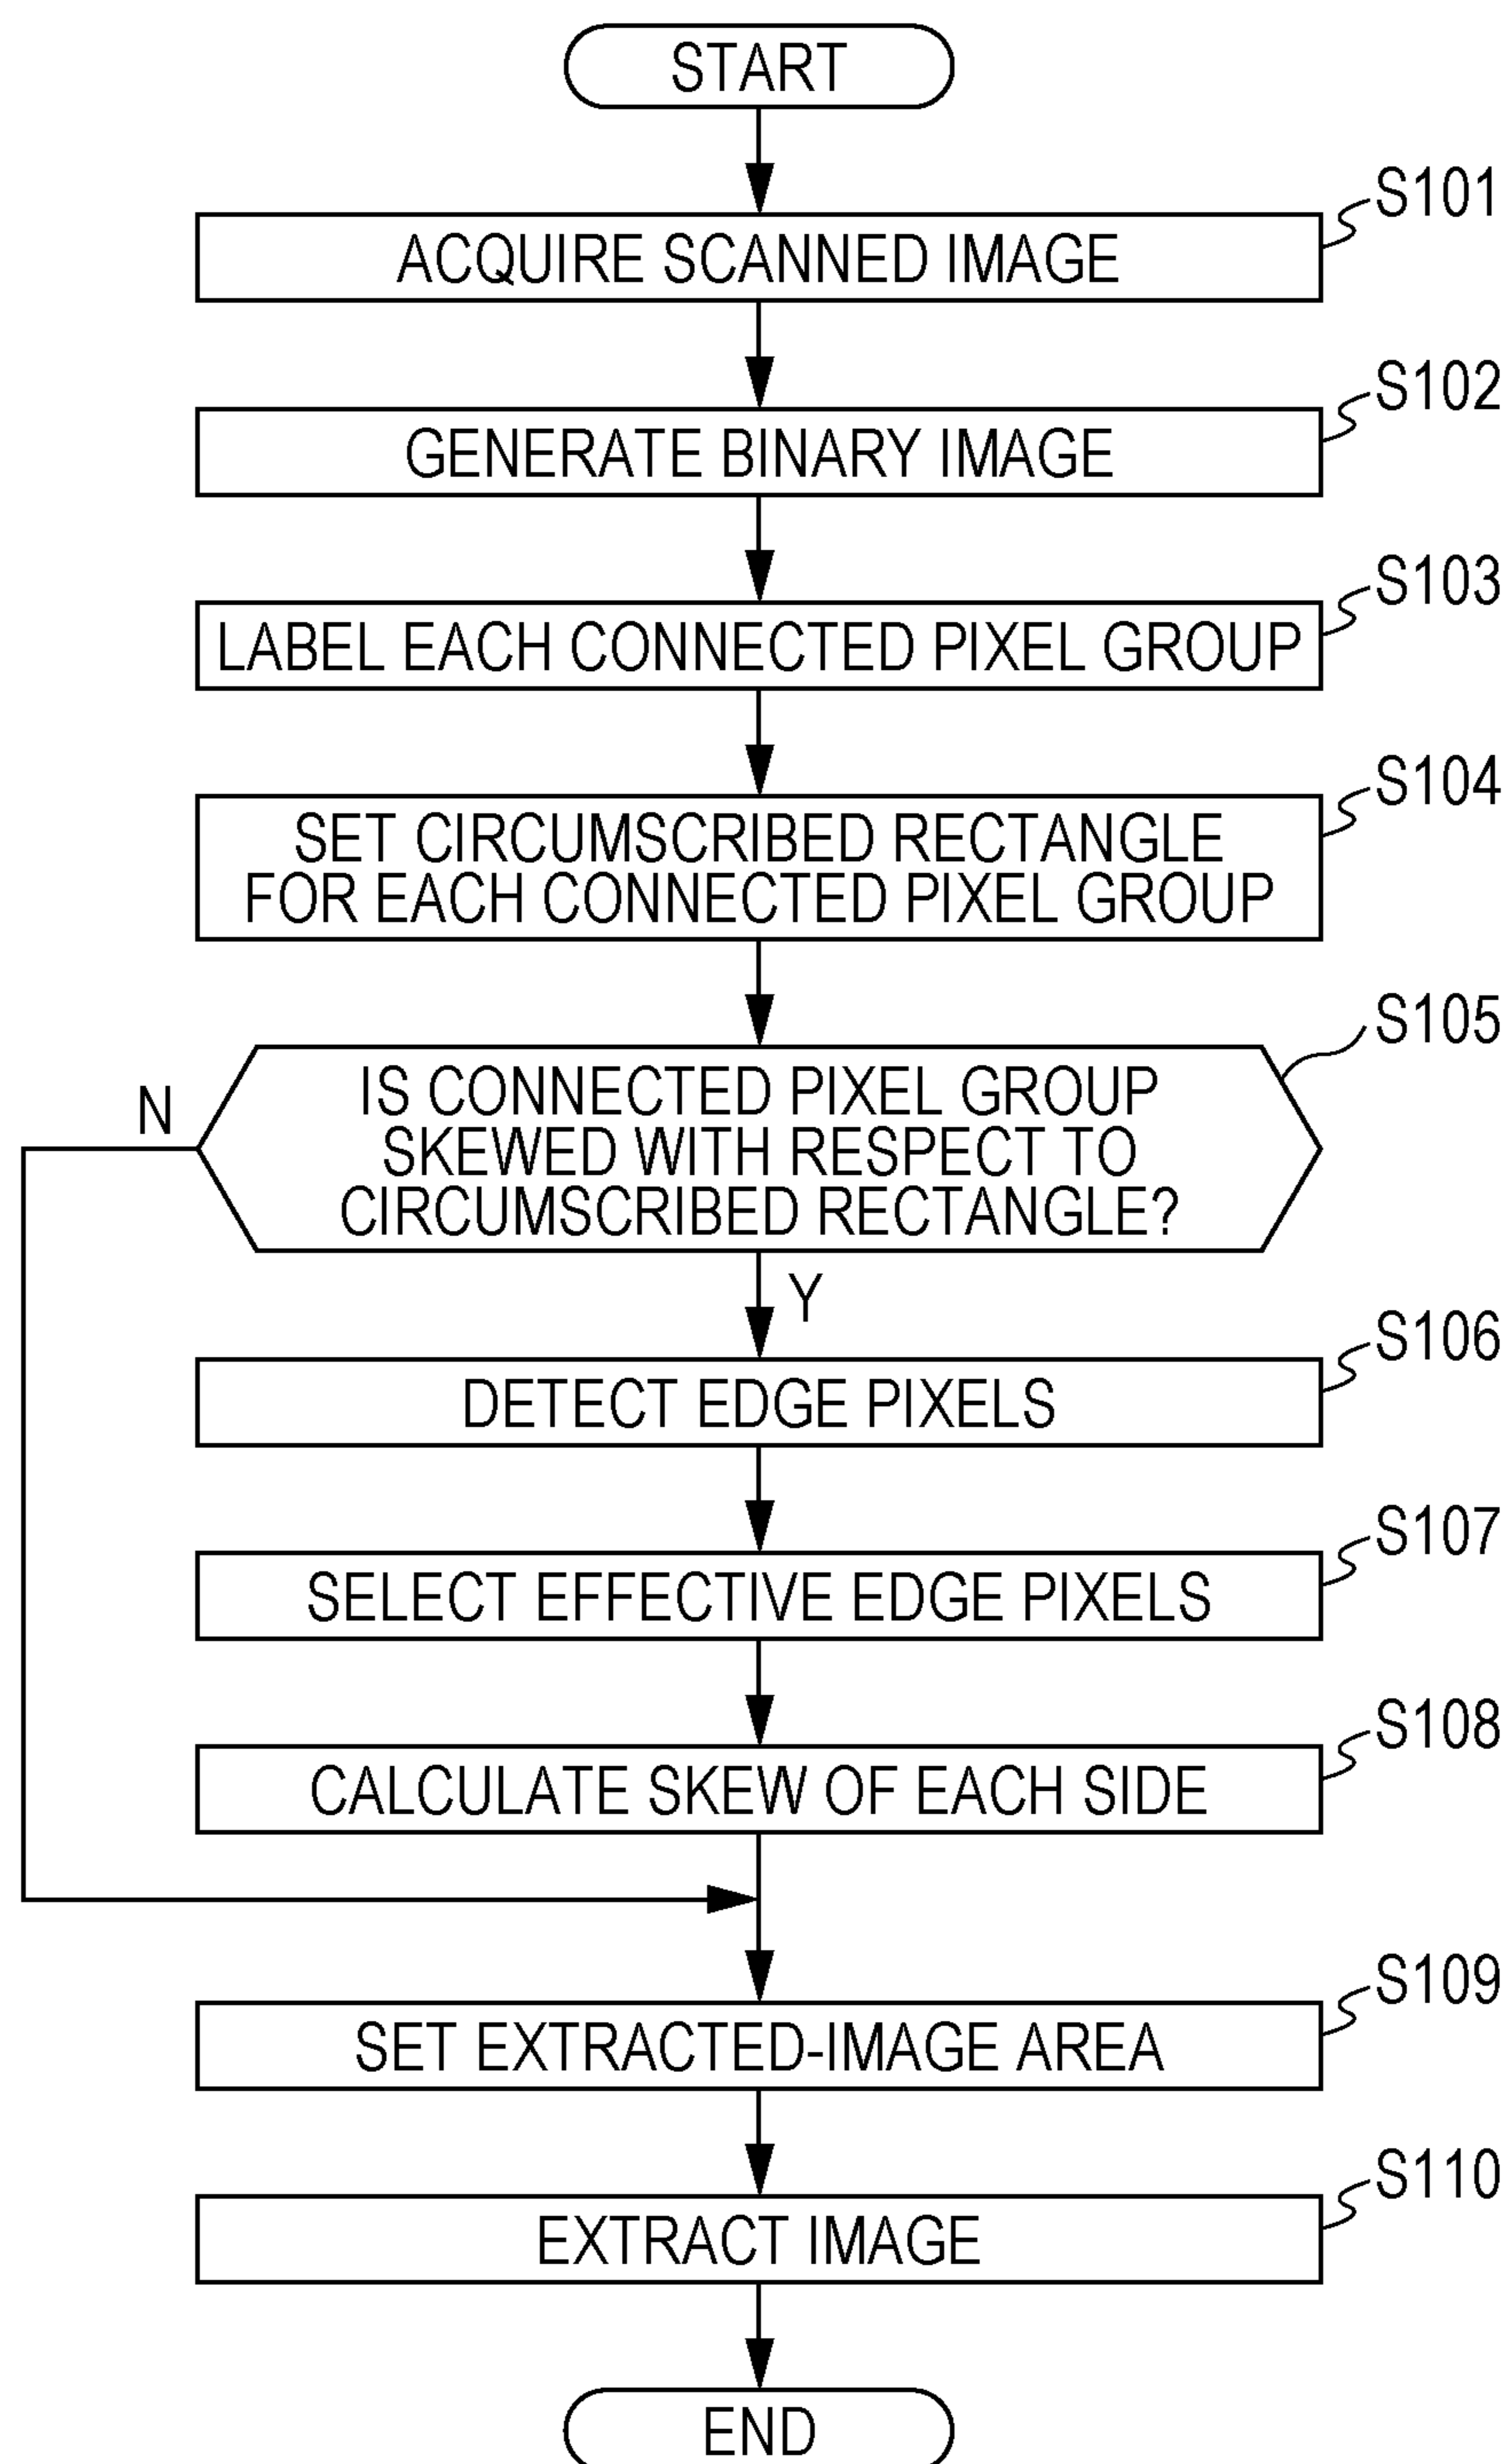 START
S101
ACQUIRE SCANNED IMAGE
S102
GENERATE BINARY IMAGE
S103
LABEL EACH CONNECTED PIXEL GROUP
S104
SET CIRCUMSCRIBED RECTANGLE
FOR EACH CONNECTED PIXEL GROUP
S105
N
IS CONNECTED PIXEL GROUP
SKEWED WITH RESPECT TO
CIRCUMSCRIBED RECTANGLE?
Y
S106
DETECT EDGE PIXELS
S107
SELECT EFFECTIVE EDGE PIXELS
S108
CALCULATE SKEW OF EACH SIDE
S109
SET EXTRACTED-IMAGE AREA
S110
EXTRACT IMAGE
END